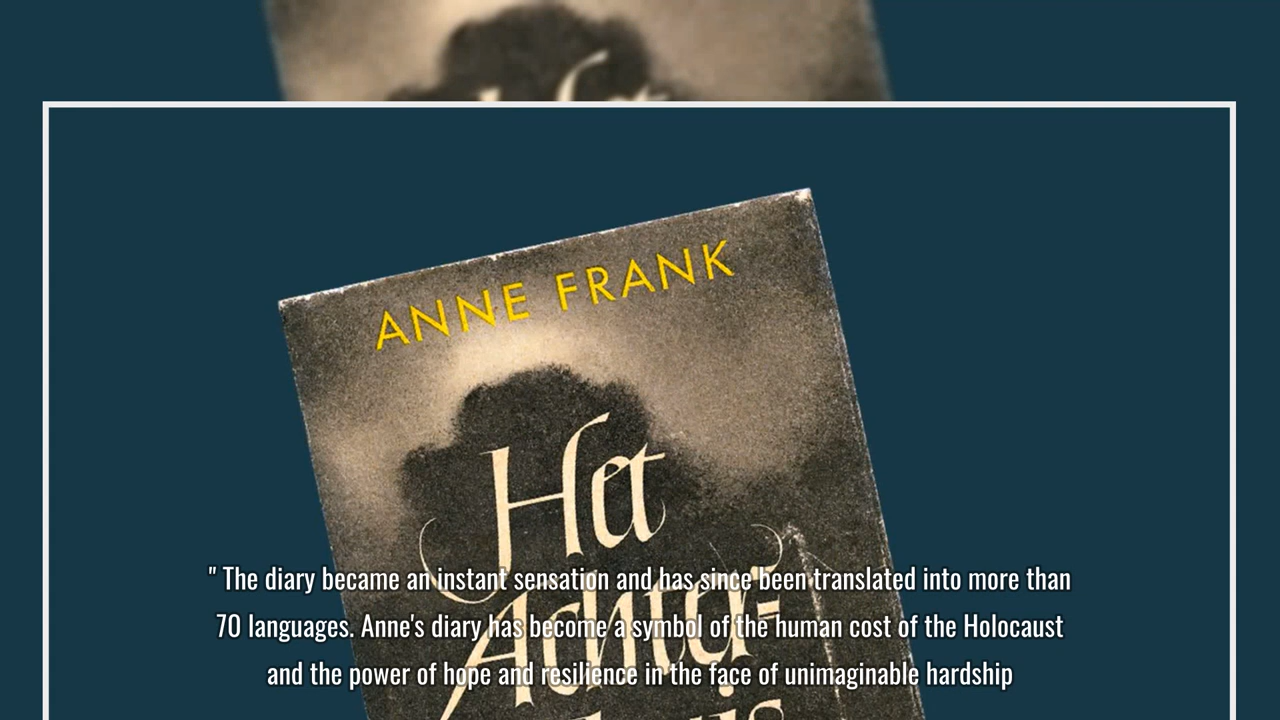 ANNE FRANK
Het
Achter-
" The diary became an instant sensation and has since been translated into more than
70 languages. Anne's diary has become a symbol of the human cost of the Holocaust
and the power of hope and resilience in the face of unimaginable hardship